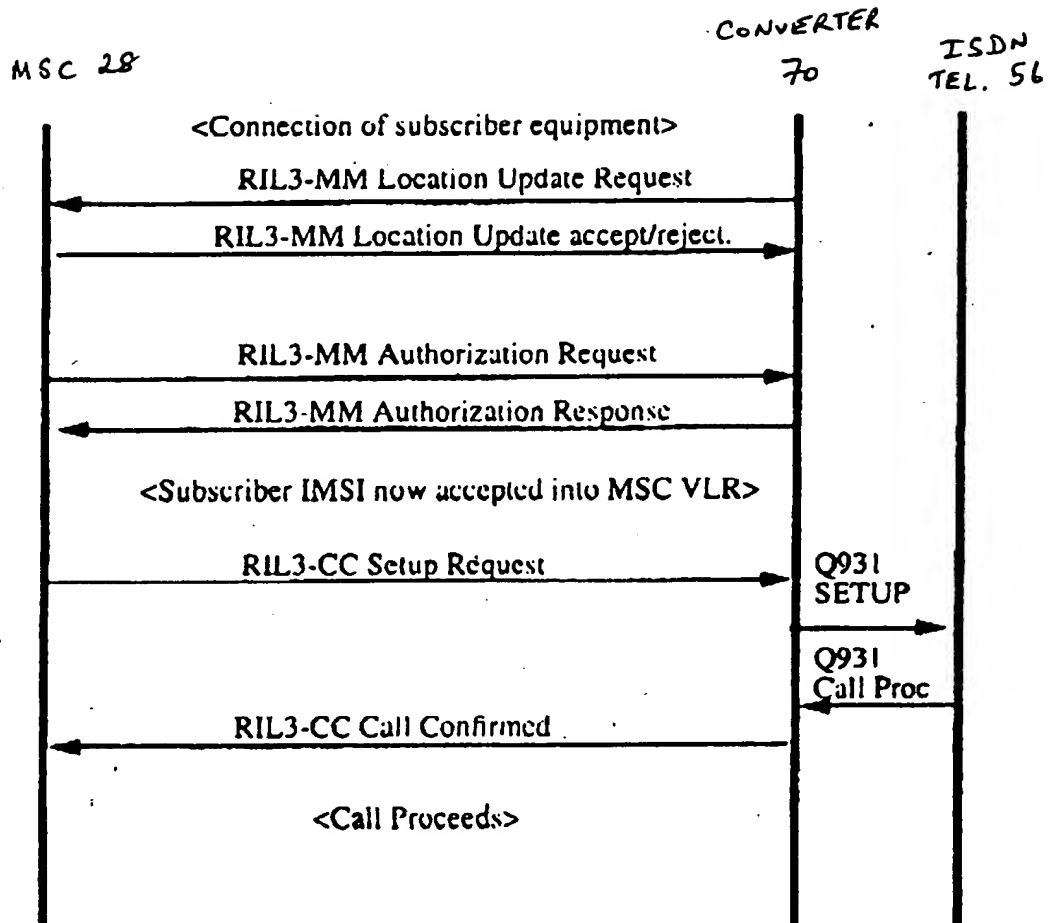 CONVERTER
ISDN
MSC 28
70
TEL. 56
<Connection of subscriber equipment>
RIL3-MM Location Update Request
RIL3-MM Location Update accept/reject.
RIL3-MM Authorization Request
RIL3-MM Authorization Response
<Subscriber IMSI now accepted into MSC VLR>
RIL3-CC Setup Request
Q931
SETUP
Q931
Call Proc
RIL3-CC Call Confirmed
<Call Proceeds>